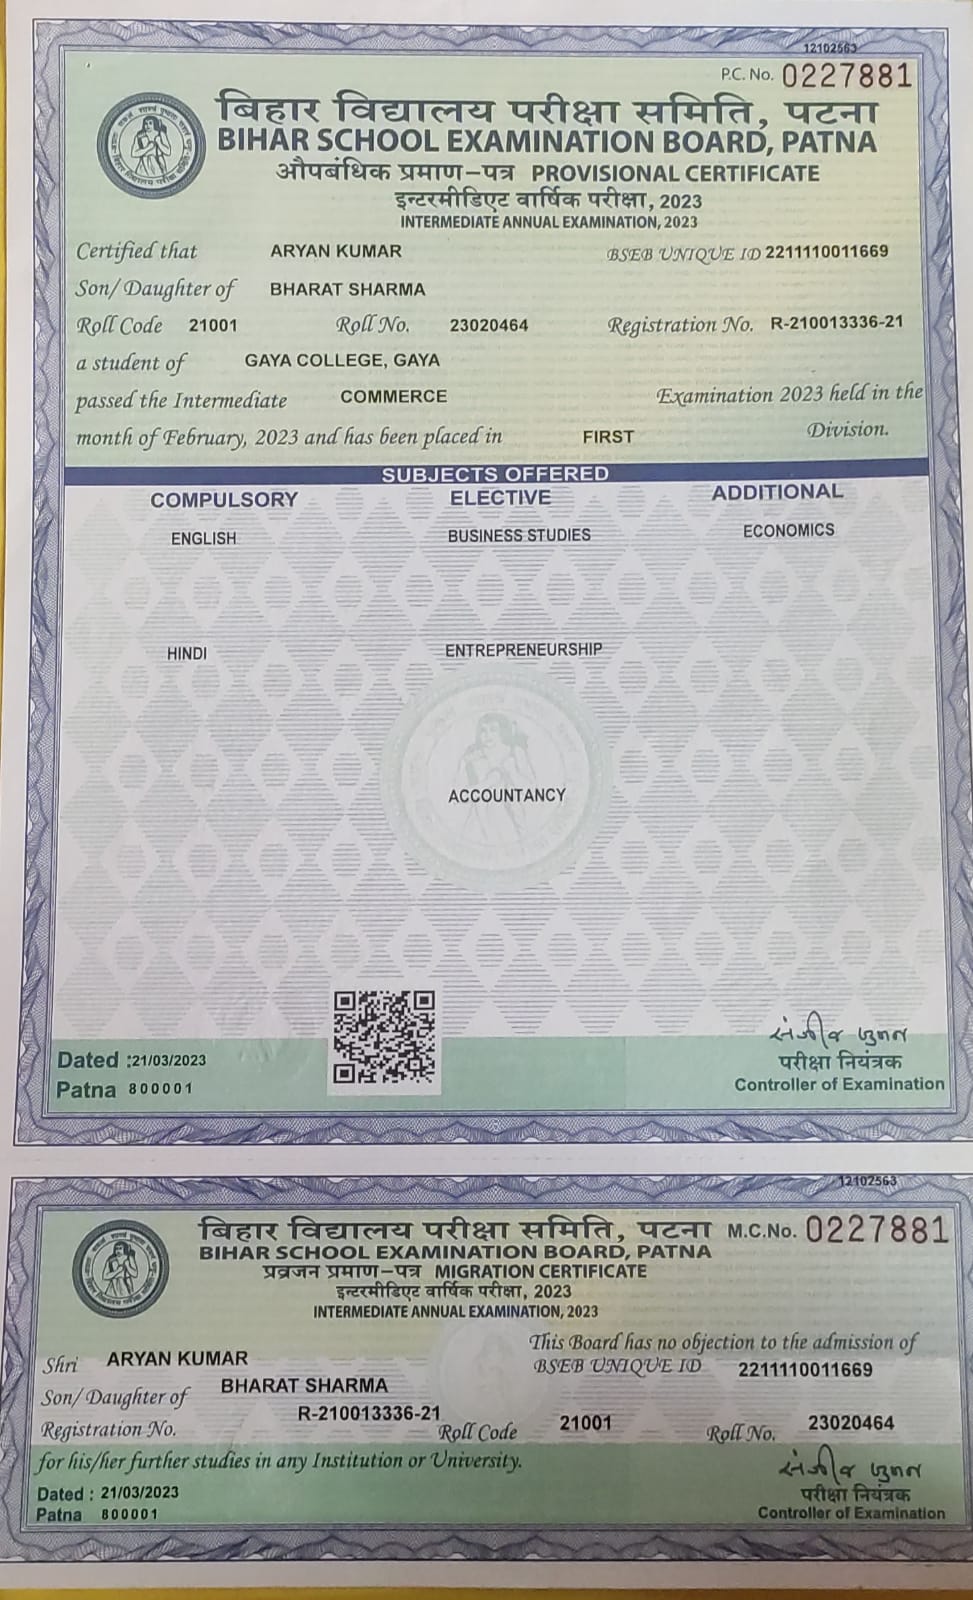 12102563
P.C. No. 0227881
बिहार विद्यालय परीक्षा समिति, पटना
BIHAR SCHOOL EXAMINATION BOARD, PATNA
औपबंधिक प्रमाण-पत्र PROVISIONAL CERTIFICATE
इन्टरमीडिएट वार्षिक परीक्षा, 2023
INTERMEDIATE ANNUAL EXAMINATION, 2023
Certified that ARYAN KUMAR BSEB UNIQUE ID 2211110011669
Son/ Daughter of BHARAT SHARMA
Roll Code 21001 Roll No. 23020464 Registration No. R-210013336-21
a student of GAYA COLLEGE, GAYA
passed the Intermediate COMMERCE Examination 2023 held in the
month of February, 2023 and has been placed in FIRST Division.
SUBJECTS OFFERED
COMPULSORY ELECTIVE ADDITIONAL
ENGLISH BUSINESS STUDIES ECONOMICS
HINDI ENTREPRENEURSHIP
ACCOUNTANCY
Dated :21/03/2023 परीक्षा नियंत्रक
Patna 800001 Controller of Examination
12102563
बिहार विद्यालय परीक्षा समिति, पटना M.C.No. 0227881
BIHAR SCHOOL EXAMINATION BOARD, PATNA
प्रव्रजन प्रमाण-पत्र MIGRATION CERTIFICATE
इन्टरमीडिएट वार्षिक परीक्षा, 2023
INTERMEDIATE ANNUAL EXAMINATION, 2023
This Board has no objection to the admission of
Shri ARYAN KUMAR BSEB UNIQUE ID 2211110011669
Son/ Daughter of BHARAT SHARMA
Registration No. R-210013336-21 Roll Code 21001 Roll No. 23020464
for his/her further studies in any Institution or University.
Dated : 21/03/2023 परीक्षा नियंत्रक
Patna 800001 Controller of Examination